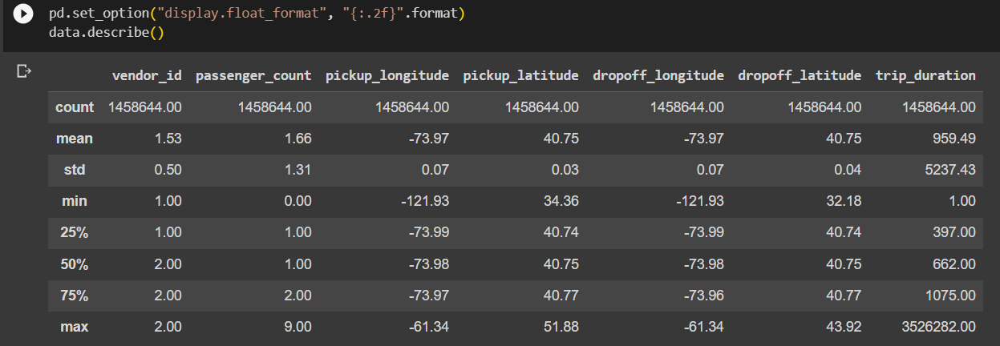 pd.set_option("display.float_format", "{:.2f}".format)
data.describe()
vendor_id passenger_count pickup_longitude pickup_latitude dropoff_longitude dropoff_latitude trip_duration
count 1458644.00 1458644.00 1458644.00 1458644.00 1458644.00 1458644.00 1458644.00
mean 1.53 1.66 -73.97 40.75 -73.97 40.75 959.49
std 0.50 1.31 0.07 0.03 0.07 0.04 5237.43
min 1.00 0.00 -121.93 34.36 -121.93 32.18 1.00
25% 1.00 1.00 -73.99 40.74 -73.99 40.74 397.00
50% 2.00 1.00 -73.98 40.75 -73.98 40.75 662.00
75% 2.00 2.00 -73.97 40.77 -73.96 40.77 1075.00
max 2.00 9.00 -61.34 51.88 -61.34 43.92 3526282.00